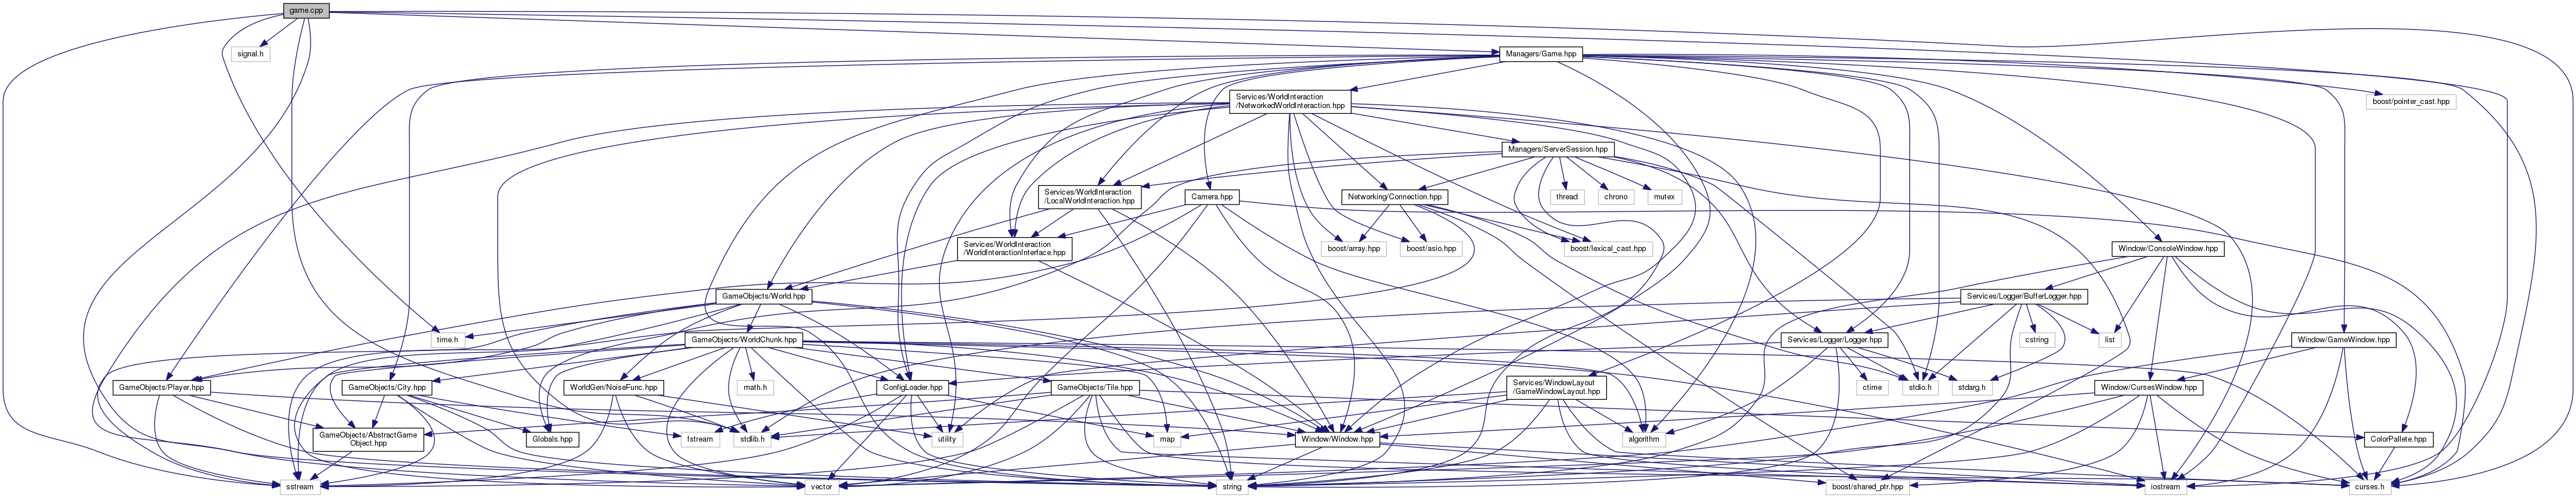 game.cpp
signal.h
Managers/Game.hpp
Services/WorldInteraction
/NetworkedWorldInteraction.hpp
boost/pointer_cast.hpp
Managers/ServerSession.hpp
Services/WorldInteraction
/LocalWorldInteraction.hpp
Camera.hpp
Networking/Connection.hpp
thread
chrono
mutex
Services/WorldInteraction
/WorldInteractionInterface.hpp
boost/array.hpp
boost/asio.hpp
boost/lexical_cast.hpp
Window/ConsoleWindow.hpp
GameObjects/World.hpp
Services/Logger/BufferLogger.hpp
time.h
GameObjects/WorldChunk.hpp
Services/Logger/Logger.hpp
cstring
list
Window/GameWindow.hpp
GameObjects/Player.hpp
GameObjects/City.hpp
WorldGen/NoiseFunc.hpp
math.h
ConfigLoader.hpp
GameObjects/Tile.hpp
Services/WindowLayout
/GameWindowLayout.hpp
ctime
stdio.h
stdarg.h
Window/CursesWindow.hpp
GameObjects/AbstractGame
Object.hpp
Globals.hpp
fstream
stdlib.h
utility
map
Window/Window.hpp
algorithm
ColorPallete.hpp
sstream
vector
string
boost/shared_ptr.hpp
iostream
curses.h